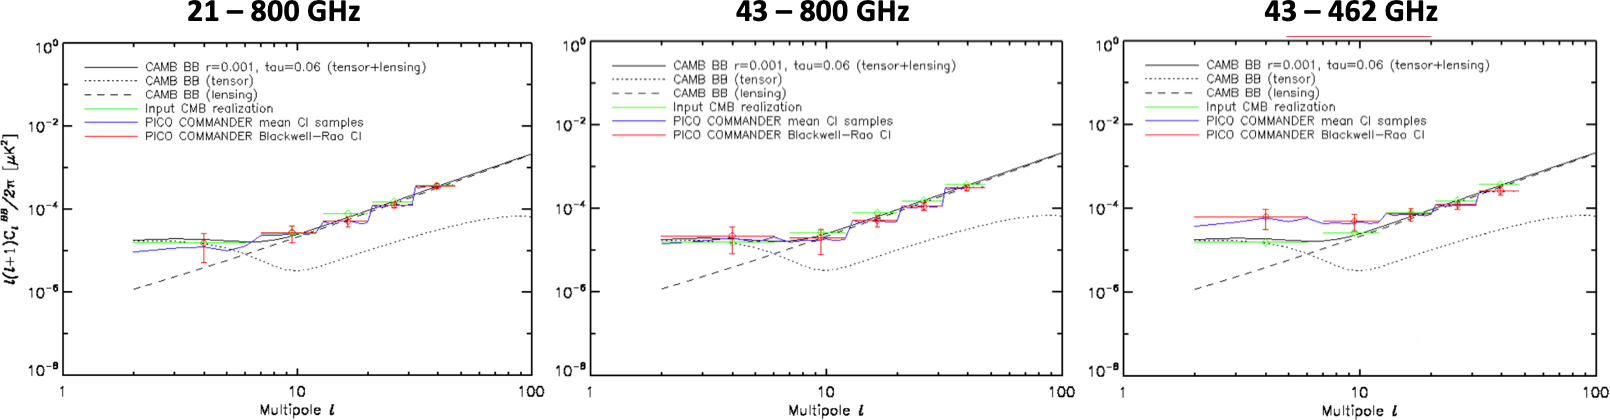 21 – 800 GHz
43 – 800 GHz
43 – 462 GHz
10⁰
10⁻²
10⁻⁴
10⁻⁶
10⁻⁸
ℓ(ℓ+1)Cℓᴮᴮ/2π [μK²]
CAMB BB r=0.001, tau=0.06 (tensor+lensing)
CAMB BB (tensor)
CAMB BB (lensing)
Input CMB realization
PICO COMMANDER mean Cl samples
PICO COMMANDER Blackwell-Rao Cl
1
10
100
Multipole ℓ
10⁰
10⁻²
10⁻⁴
10⁻⁶
10⁻⁸
CAMB BB r=0.001, tau=0.06 (tensor+lensing)
CAMB BB (tensor)
CAMB BB (lensing)
Input CMB realization
PICO COMMANDER mean Cl samples
PICO COMMANDER Blackwell-Rao Cl
1
10
100
Multipole ℓ
10⁰
10⁻²
10⁻⁴
10⁻⁶
10⁻⁸
CAMB BB r=0.001, tau=0.06 (tensor+lensing)
CAMB BB (tensor)
CAMB BB (lensing)
Input CMB realization
PICO COMMANDER mean Cl samples
PICO COMMANDER Blackwell-Rao Cl
1
10
100
Multipole ℓ